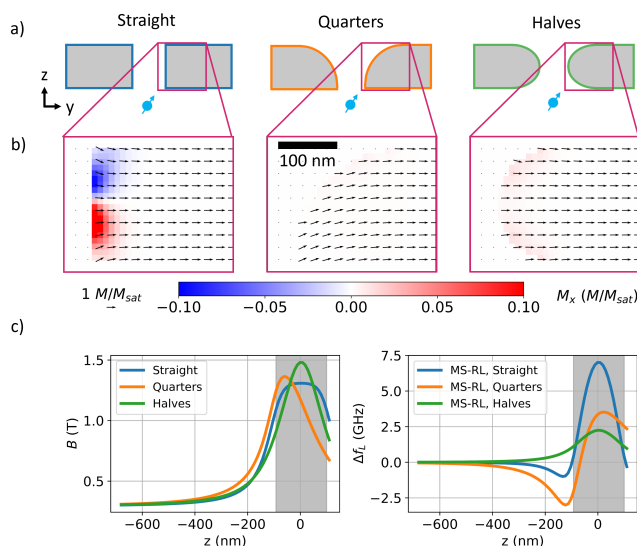 Straight Quarters Halves
a)
z
y
b)
100 nm
1 M/M_sat
−0.10 −0.05 0.00 0.05 0.10
M_x (M/M_sat)
c)
B (T)
1.5
1.0
0.5
Straight
Quarters
Halves
−600 −400 −200 0
z (nm)
Δf_L (GHz)
7.5
5.0
2.5
0.0
−2.5
MS-RL, Straight
MS-RL, Quarters
MS-RL, Halves
−600 −400 −200 0
z (nm)